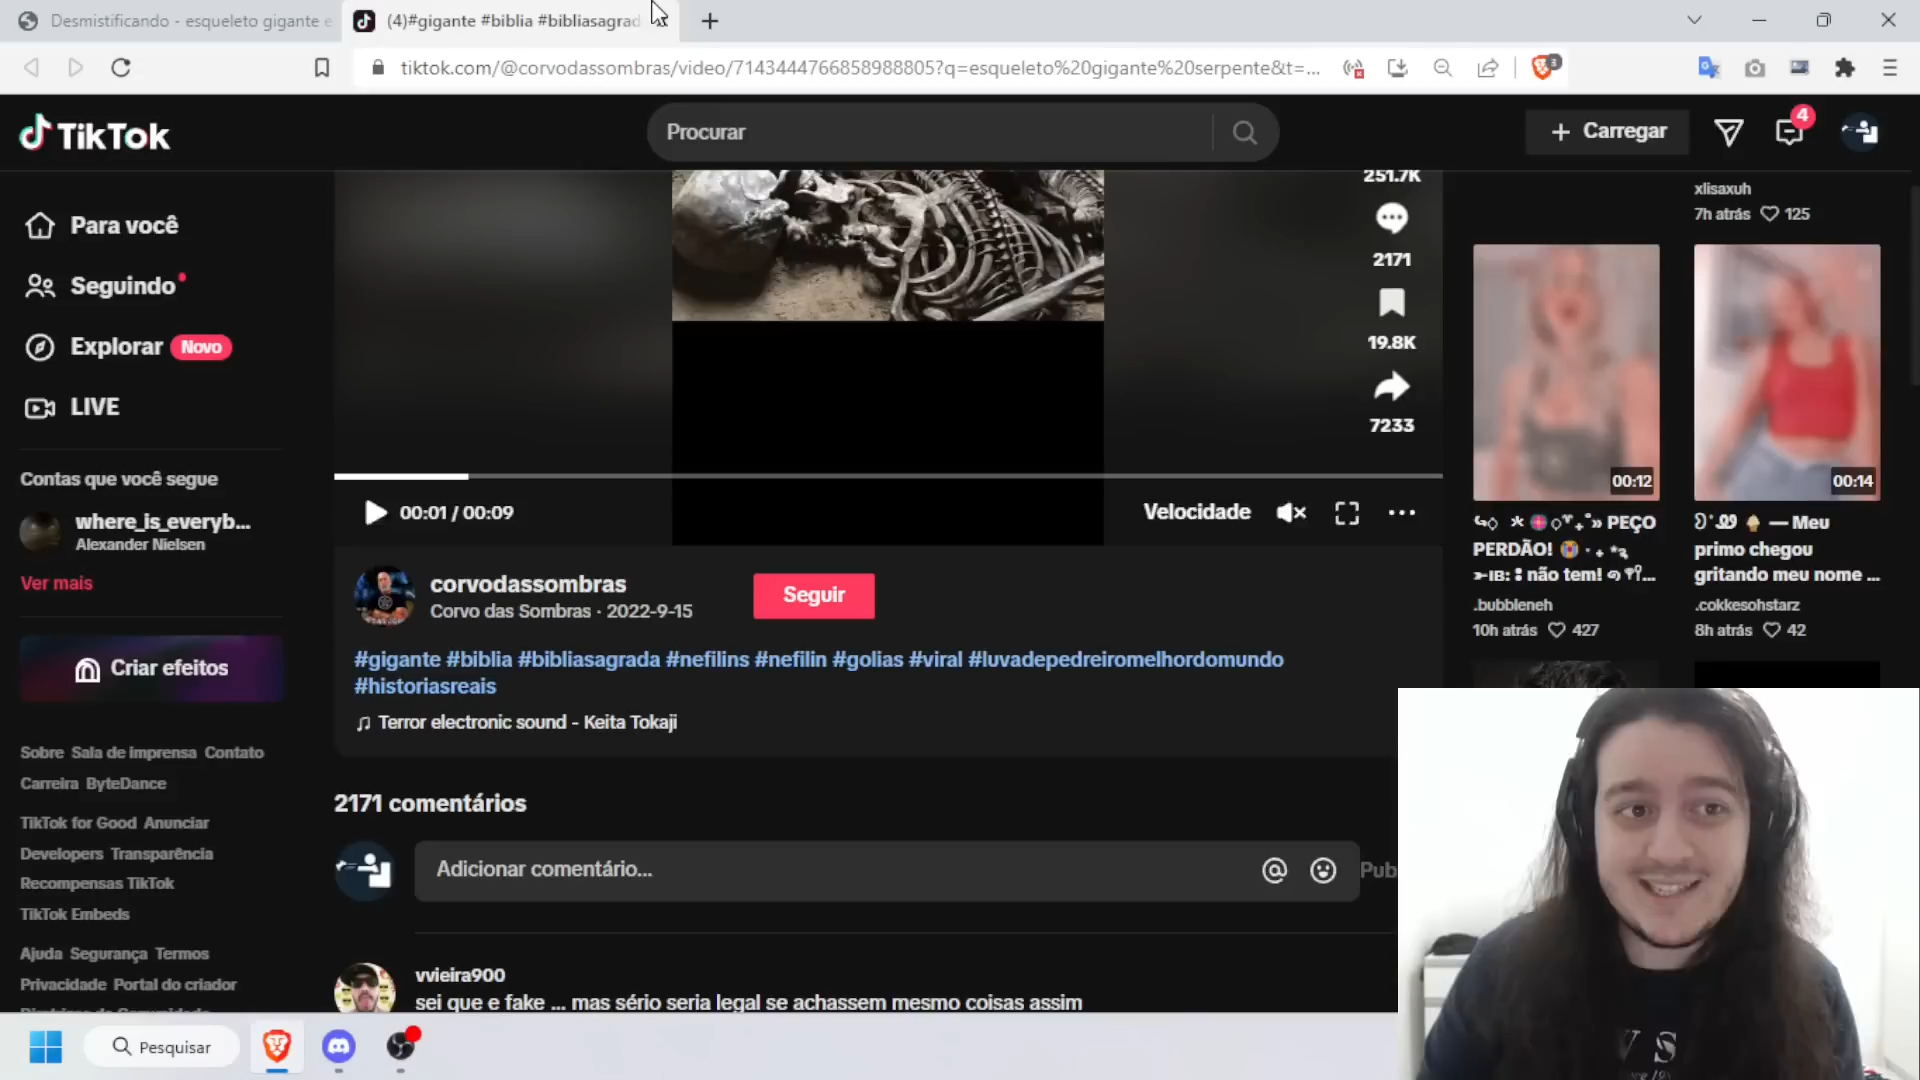 Desmistificando - esqueleto gigante e
(4)#gigante #biblia #bibliasagrad
tiktok.com/@corvodassombras/video/7143444766858988805?q=esqueleto%20gigante%20serpente&t=...
3
TikTok
Procurar
Carregar
4
Para você
Seguindo
Explorar
Novo
LIVE
Contas que você segue
where_is_everyb...
Alexander Nielsen
Ver mais
Criar efeitos
Sobre Sala de imprensa Contato
Carreira ByteDance
TikTok for Good Anunciar
Developers Transparência
Recompensas TikTok
TikTok Embeds
Ajuda Segurança Termos
Privacidade Portal do criador
251.7K
2171
19.8K
7233
00:01 / 00:09
Velocidade
corvodassombras
Corvo das Sombras · 2022-9-15
Seguir
#gigante #biblia #bibliasagrada #nefilins #nefilin #golias #viral #luvadepedreiromelhordomundo
#historiasreais
Terror electronic sound - Keita Tokaji
2171 comentários
Adicionar comentário...
Pub
vvieira900
sei que e fake ... mas sério seria legal se achassem mesmo coisas assim
xlisaxuh
7h atrás 125
00:12
PEÇO
PERDÃO!
IB: não tem!
.bubbleneh
10h atrás 427
00:14
— Meu
primo chegou
gritando meu nome ...
.cokkesohstarz
8h atrás 42
Pesquisar